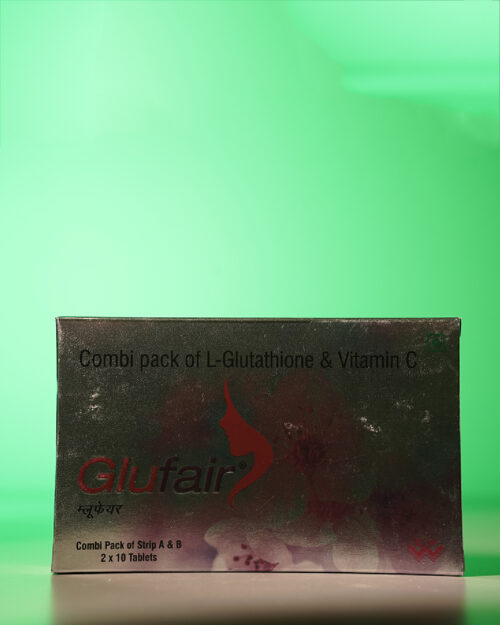 Combi pack of L-Glutathione & Vitamin C
Glufair®
ग्लूफेयर
Combi Pack of Strip A & B
2 x 10 Tablets